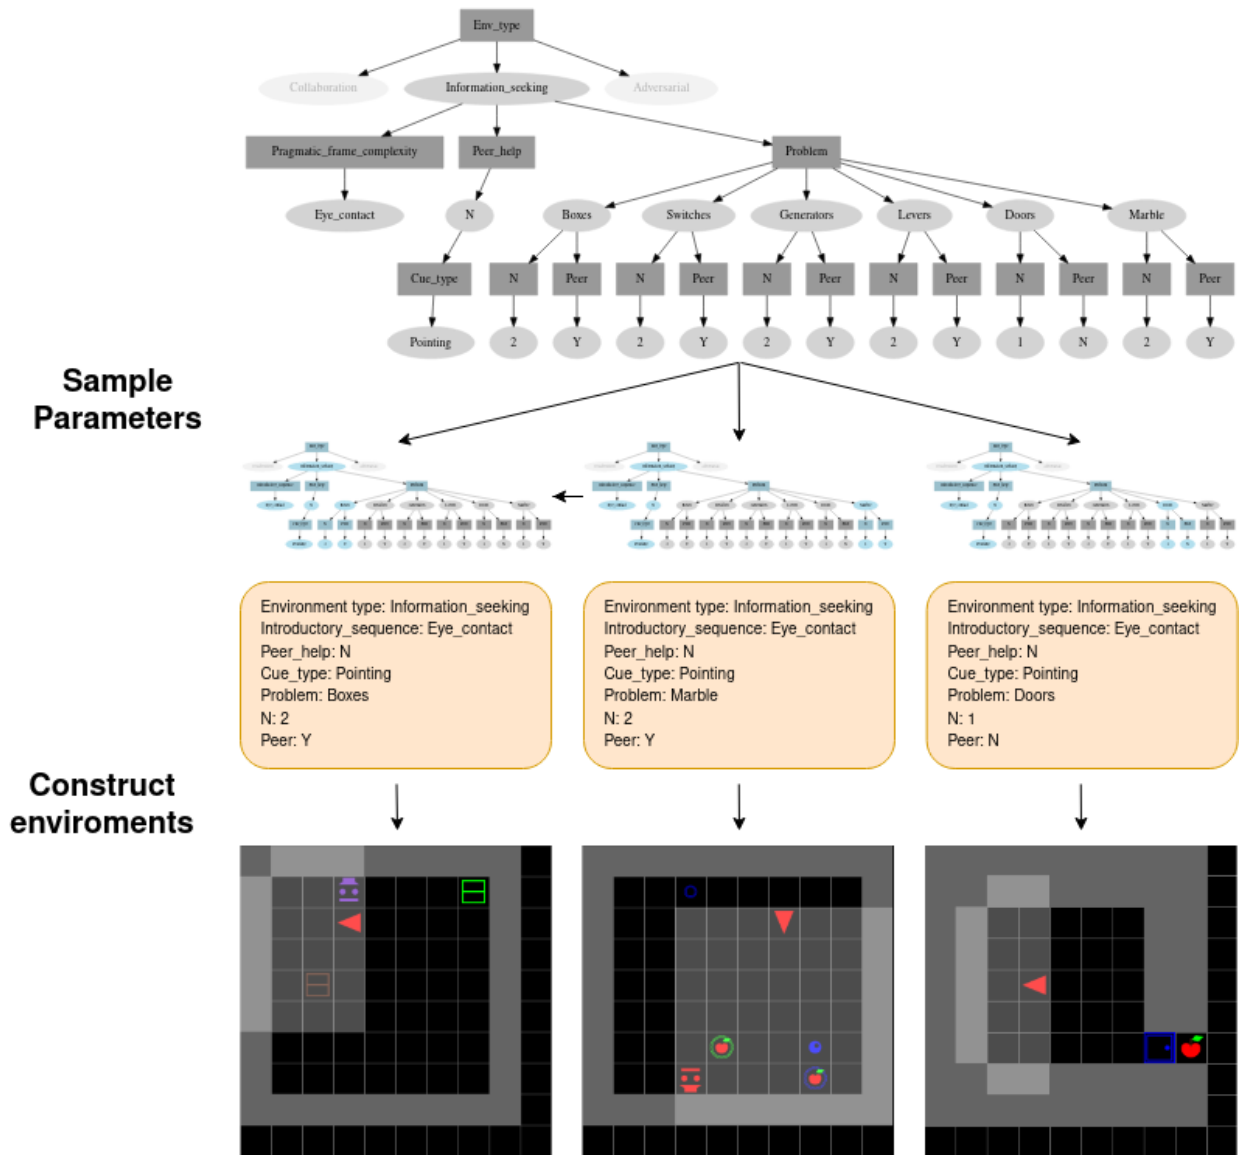 Env_type
Collaboration Information_seeking Adversarial
Pragmatic_frame_complexity Peer_help Problem
Eye_contact N Boxes Switches Generators Levers Doors Marble
Cue_type N Peer N Peer N Peer N Peer N Peer N Peer
Pointing 2 Y 2 Y 2 Y 2 Y 1 N 2 Y
Sample
Parameters
Environment type: Information_seeking
Introductory_sequence: Eye_contact
Peer_help: N
Cue_type: Pointing
Problem: Boxes
N: 2
Peer: Y
Environment type: Information_seeking
Introductory_sequence: Eye_contact
Peer_help: N
Cue_type: Pointing
Problem: Marble
N: 2
Peer: Y
Environment type: Information_seeking
Introductory_sequence: Eye_contact
Peer_help: N
Cue_type: Pointing
Problem: Doors
N: 1
Peer: N
Construct
enviroments